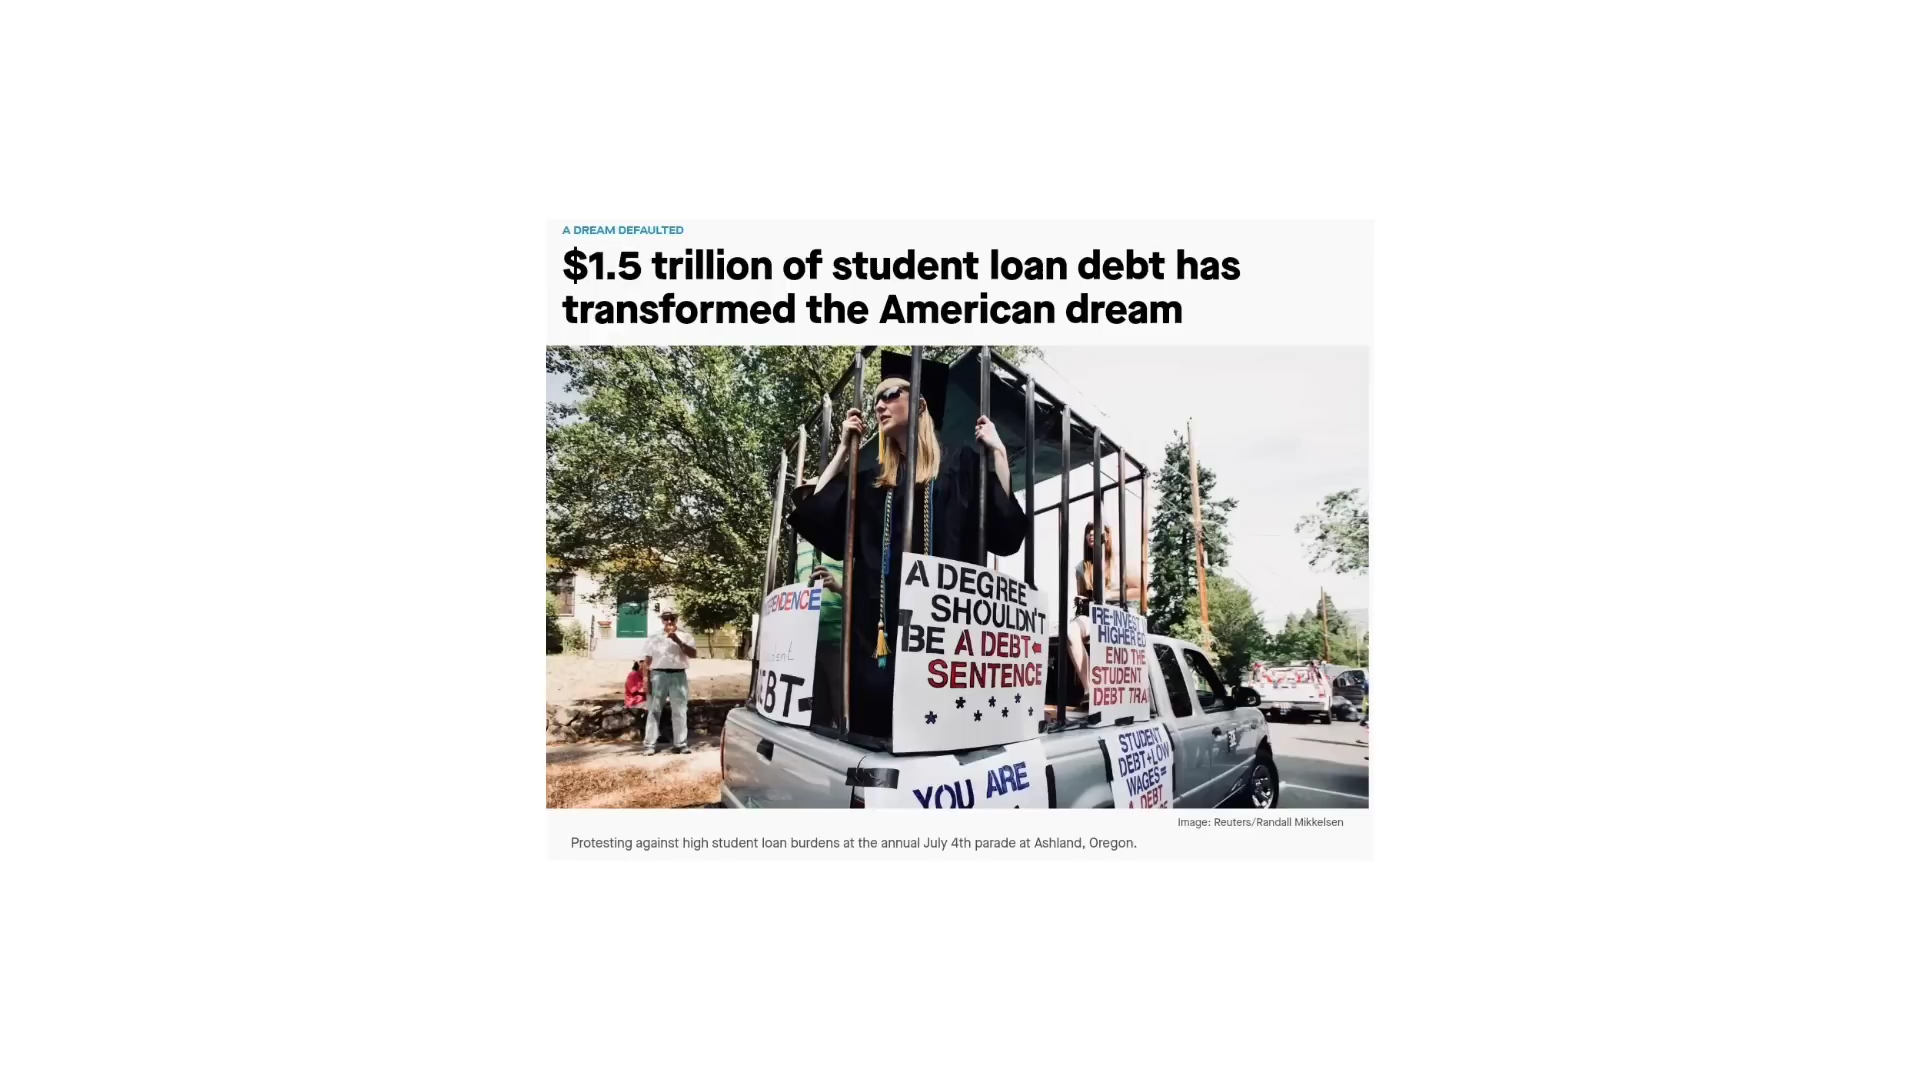 A DREAM DEFAULTED
$1.5 trillion of student loan debt has
transformed the American dream
EBT
A DEGREE
SHOULDN'T
BE A DEBT
SENTENCE
RE-INVEST
HIGHER ED
END THE
STUDENT
DEBT TRA
YOU ARE
STUDENT
DEBT+LOW
WAGES=
A DEBT
Image: Reuters/Randall Mikkelsen
Protesting against high student loan burdens at the annual July 4th parade at Ashland, Oregon.